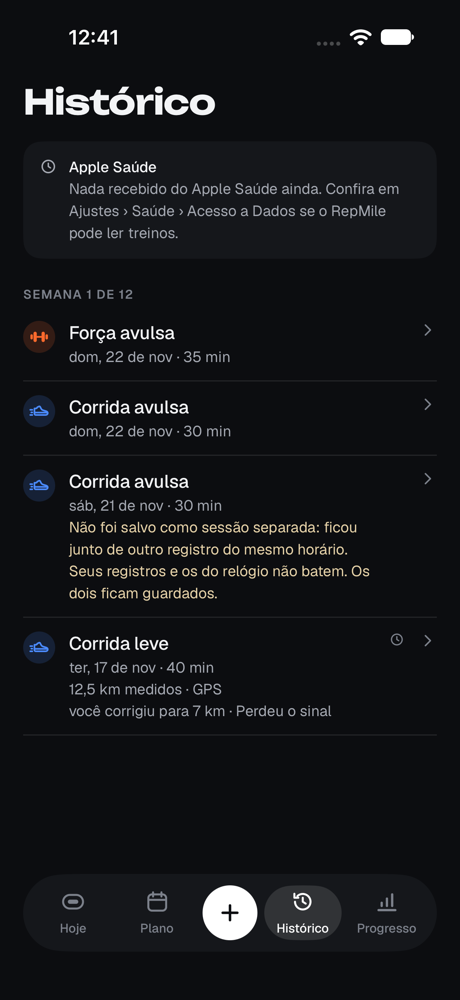 12:41
Histórico
Apple Saúde
Nada recebido do Apple Saúde ainda. Confira em
Ajustes › Saúde › Acesso a Dados se o RepMile
pode ler treinos.
SEMANA 1 DE 12
Força avulsa
dom, 22 de nov · 35 min
Corrida avulsa
dom, 22 de nov · 30 min
Corrida avulsa
sáb, 21 de nov · 30 min
Não foi salvo como sessão separada: ficou
junto de outro registro do mesmo horário.
Seus registros e os do relógio não batem. Os
dois ficam guardados.
Corrida leve
ter, 17 de nov · 40 min
12,5 km medidos · GPS
você corrigiu para 7 km · Perdeu o sinal
Hoje
Plano
Histórico
Progresso